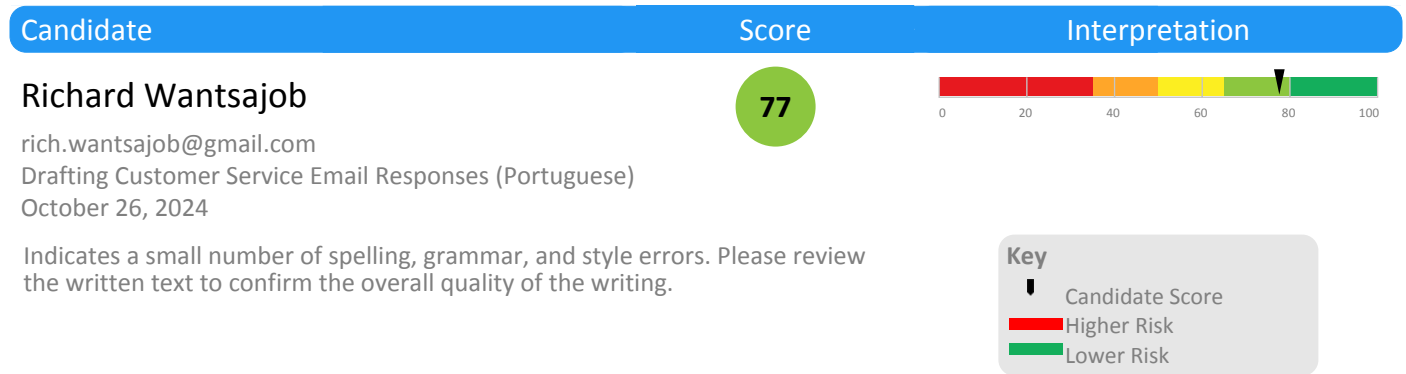 Candidate Score Interpretation
Richard Wantsajob
77
0 20 40 60 80 100
rich.wantsajob@gmail.com
Drafting Customer Service Email Responses (Portuguese)
October 26, 2024
Indicates a small number of spelling, grammar, and style errors. Please review
the written text to confirm the overall quality of the writing.
Key
Candidate Score
Higher Risk
Lower Risk